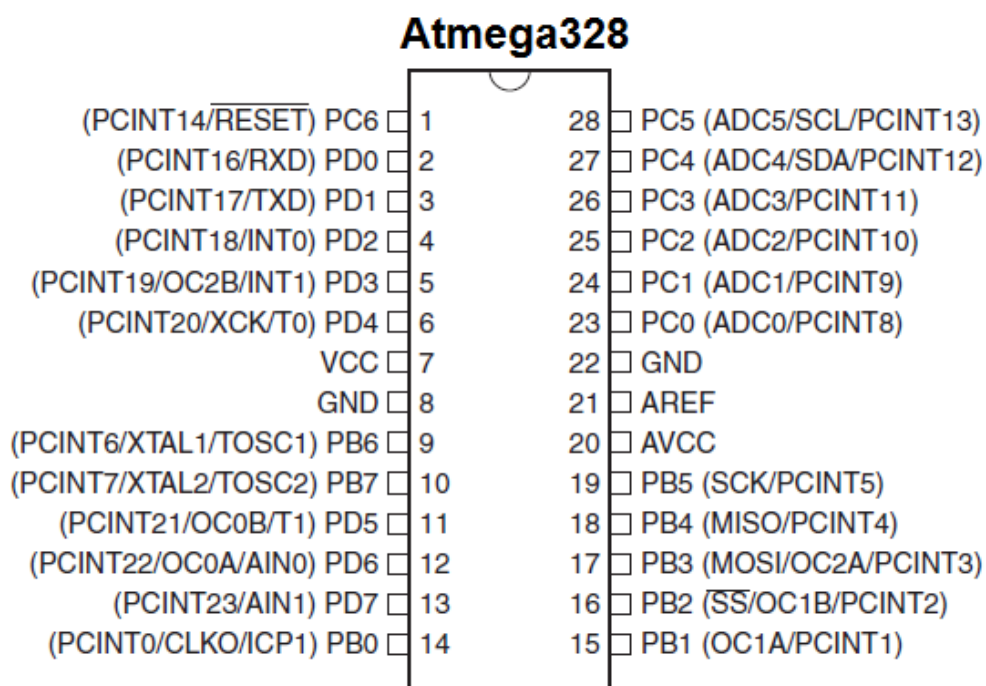 Atmega328
(PCINT14/RESET) PC6 1 28 PC5 (ADC5/SCL/PCINT13)
(PCINT16/RXD) PD0 2 27 PC4 (ADC4/SDA/PCINT12)
(PCINT17/TXD) PD1 3 26 PC3 (ADC3/PCINT11)
(PCINT18/INT0) PD2 4 25 PC2 (ADC2/PCINT10)
(PCINT19/OC2B/INT1) PD3 5 24 PC1 (ADC1/PCINT9)
(PCINT20/XCK/T0) PD4 6 23 PC0 (ADC0/PCINT8)
VCC 7 22 GND
GND 8 21 AREF
(PCINT6/XTAL1/TOSC1) PB6 9 20 AVCC
(PCINT7/XTAL2/TOSC2) PB7 10 19 PB5 (SCK/PCINT5)
(PCINT21/OC0B/T1) PD5 11 18 PB4 (MISO/PCINT4)
(PCINT22/OC0A/AIN0) PD6 12 17 PB3 (MOSI/OC2A/PCINT3)
(PCINT23/AIN1) PD7 13 16 PB2 (SS/OC1B/PCINT2)
(PCINT0/CLKO/ICP1) PB0 14 15 PB1 (OC1A/PCINT1)